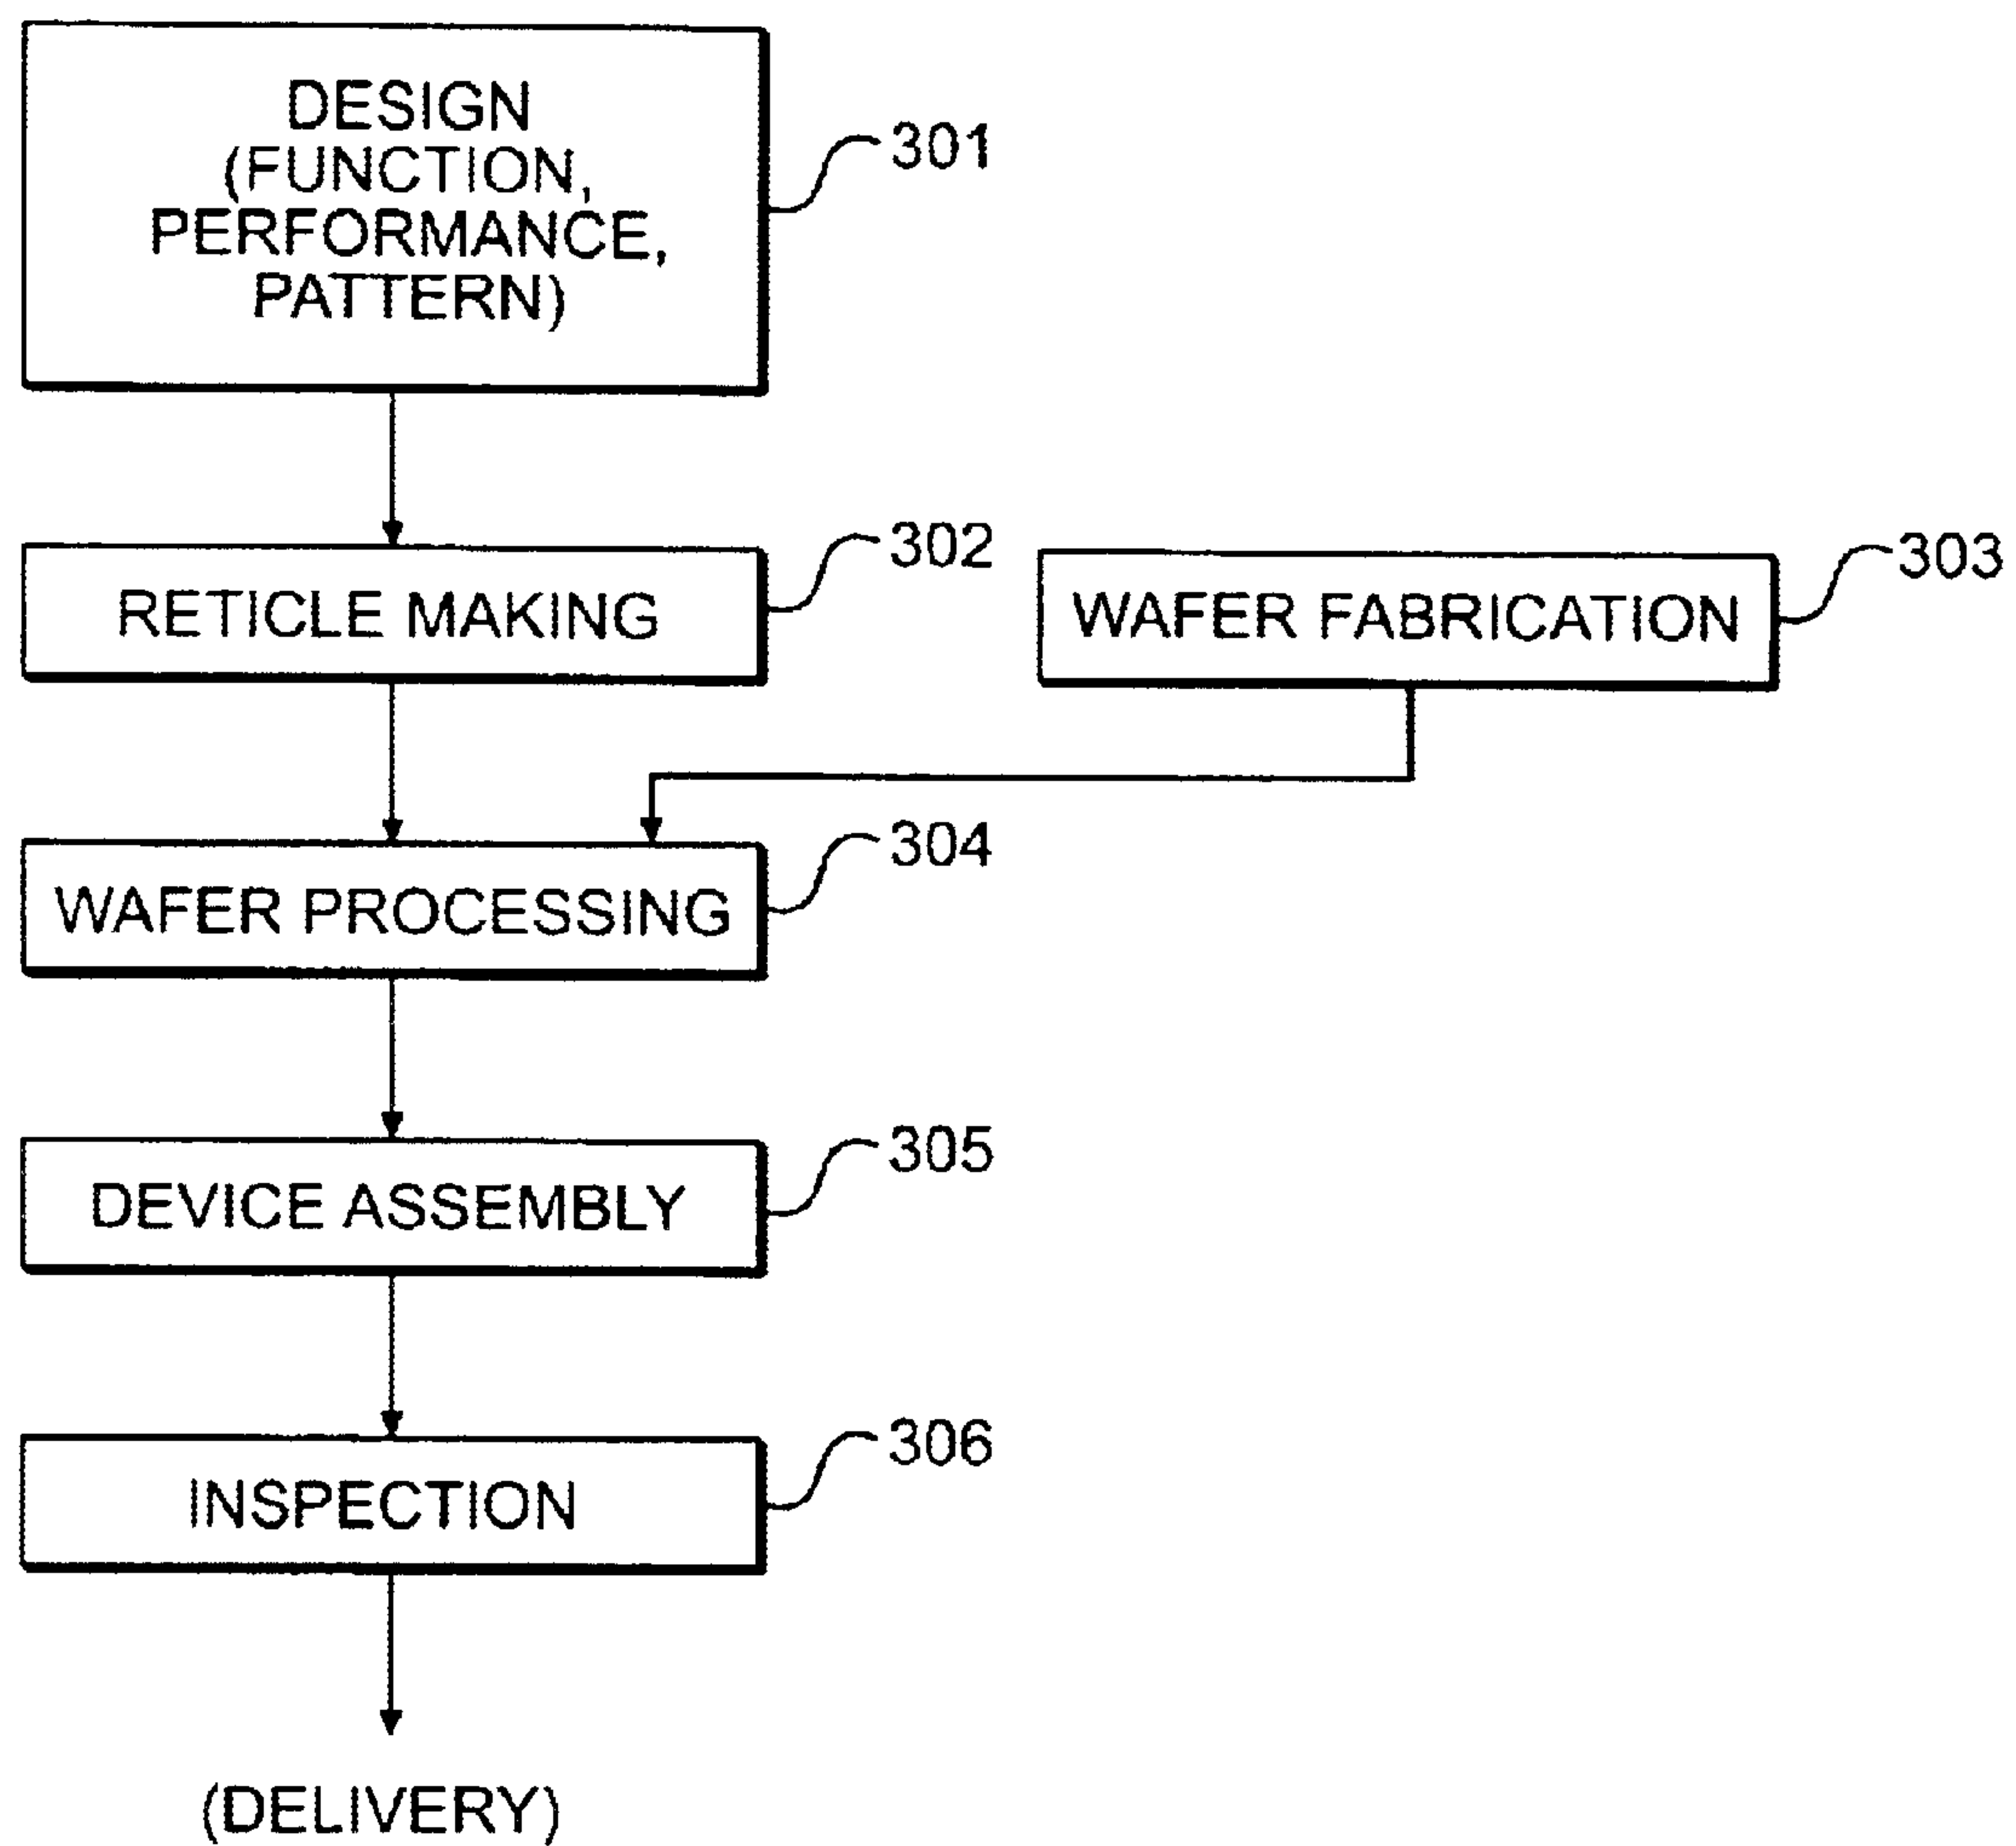 DESIGN
(FUNCTION,
PERFORMANCE,
PATTERN)
301
RETICLE MAKING
302
WAFER FABRICATION
303
WAFER PROCESSING
304
DEVICE ASSEMBLY
305
INSPECTION
306
(DELIVERY)